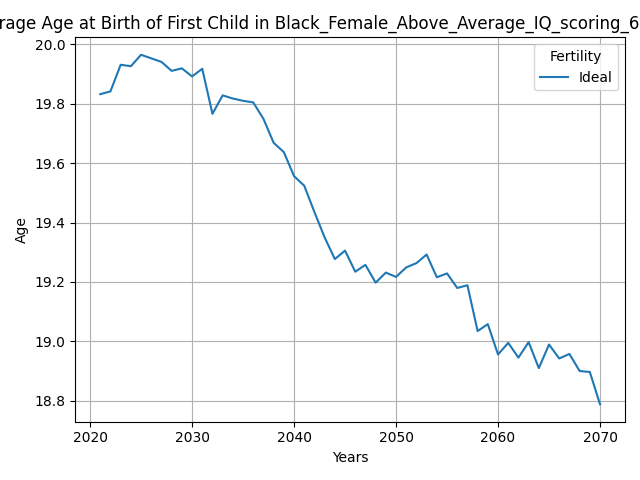 rage Age at Birth of First Child in Black_Female_Above_Average_IQ_scoring_6
Fertility
Ideal
20.0
19.8
19.6
19.4
19.2
19.0
18.8
Age
2020 2030 2040 2050 2060 2070
Years